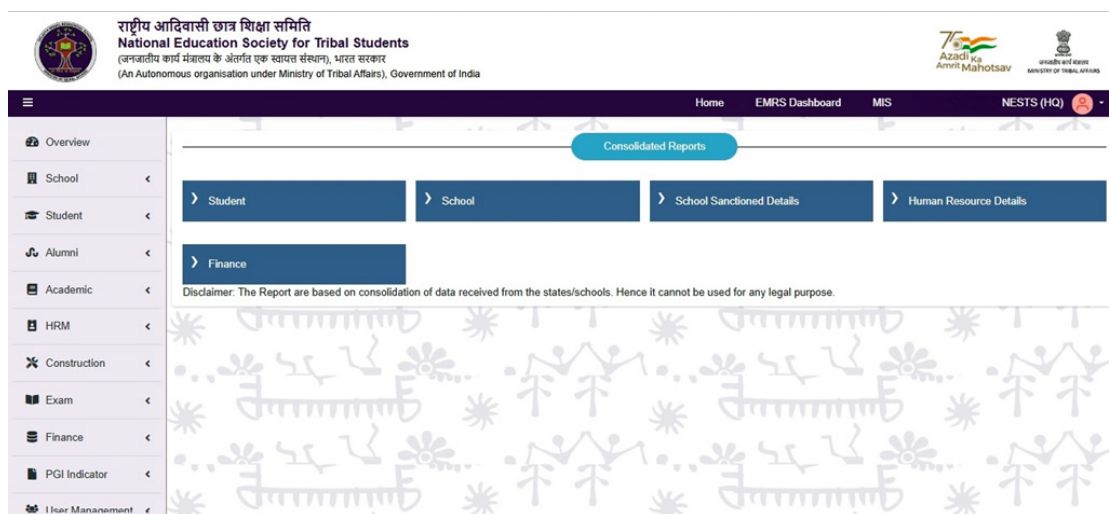 राष्ट्रीय आदिवासी छात्र शिक्षा समिति
National Education Society for Tribal Students
(जनजातीय कार्य मंत्रालय के अंतर्गत एक स्वायत्त संस्थान), भारत सरकार
(An Autonomous organisation under Ministry of Tribal Affairs), Government of India
75
Azadi Ka
Amrit Mahotsav
जनजातीय कार्य मंत्रालय
MINISTRY OF TRIBAL AFFAIRS
Home EMRS Dashboard MIS NESTS (HQ)
Overview
School
Student
Alumni
Academic
HRM
Construction
Exam
Finance
PGI Indicator
User Management
Consolidated Reports
Student School School Sanctioned Details Human Resource Details
Finance
Disclaimer: The Report are based on consolidation of data received from the states/schools. Hence it cannot be used for any legal purpose.